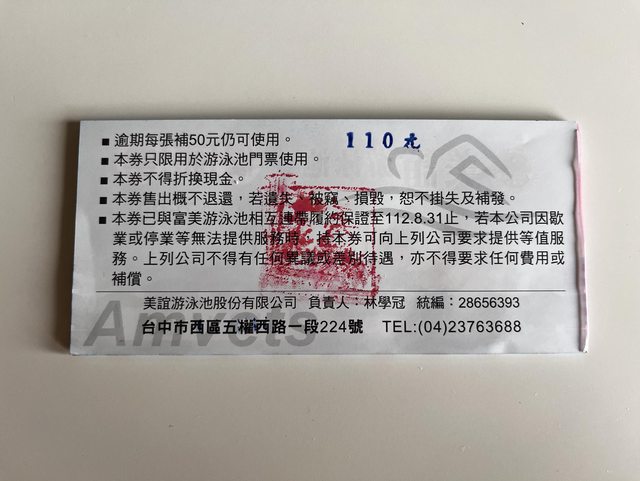 110元
■ 逾期每張補50元仍可使用。
■ 本券只限用於游泳池門票使用。
■ 本券不得折換現金。
■ 本券售出概不退還，若遺失、被竊、損毀，恕不掛失及補發。
■ 本券已與富美游泳池相互連帶履約保證至112.8.31止，若本公司因歇
業或停業等無法提供服務時，持本券可向上列公司要求提供等值服
務。上列公司不得有任何異議或差別待遇，亦不得要求任何費用或
補償。
美誼游泳池股份有限公司 負責人：林學冠 統編：28656393
Amvets
台中市西區五權西路一段224號 TEL:(04)23763688